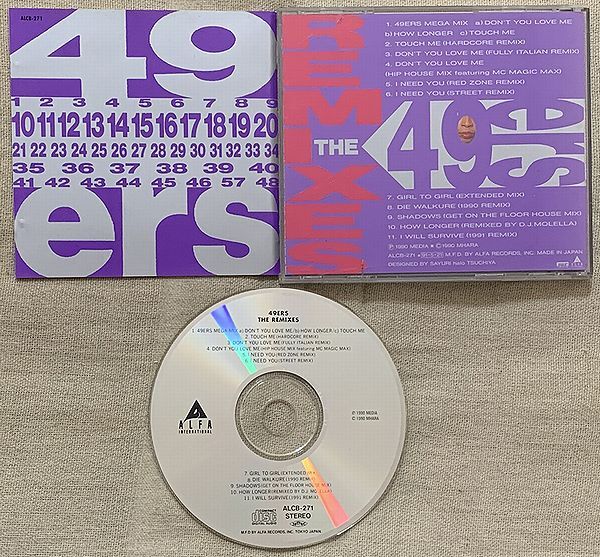 ALCB-271
49
1 2 3 4 5 6 7 8 9
10 11 12 13 14 15 16 17 18 19 20
21 22 23 24 25 26 27 28 29 30 31 32 33 34
35 36 37 38 39 40
41 42 43 44 45 46 47 48
ers
THE
REMIXES
49ers
1. 49ERS MEGA MIX a) DON'T YOU LOVE ME
b) HOW LONGER c) TOUCH ME
2. TOUCH ME (HARDCORE REMIX)
3. DON'T YOU LOVE ME (FULLY ITALIAN REMIX)
4. DON'T YOU LOVE ME
(HIP HOUSE MIX featuring MC MAGIC MAX)
5. I NEED YOU (RED ZONE REMIX)
6. I NEED YOU (STREET REMIX)
7. GIRL TO GIRL (EXTENDED MIX)
8. DIE WALKURE (1990 REMIX)
9. SHADOWS (GET ON THE FLOOR HOUSE MIX)
10. HOW LONGER (REMIXED BY D.J.MOLELLA)
11. I WILL SURVIVE (1991 REMIX)
Ⓟ 1990 MEDIA ★ Ⓒ 1990 MHARA
ALCB-271 ★ 91・5・21 M.F.D. BY ALFA RECORDS, INC. MADE IN JAPAN
DESIGNED BY SAYURI Italo TSUCHIYA
49ERS
THE REMIXES
1. 49ERS MEGA MIX a) DON'T YOU LOVE ME/b) HOW LONGER/c) TOUCH ME
2. TOUCH ME (HARDCORE REMIX)
3. DON'T YOU LOVE ME (FULLY ITALIAN REMIX)
4. DON'T YOU LOVE ME (HIP HOUSE MIX featuring MC MAGIC MAX)
5. I NEED YOU (RED ZONE REMIX)
6. I NEED YOU (STREET REMIX)
ALFA
INTERNATIONAL
Ⓟ 1990 MEDIA
Ⓒ 1990 MHARA
7. GIRL TO GIRL (EXTENDED MIX)
8. DIE WALKURE (1990 REMIX)
9. SHADOWS (GET ON THE FLOOR HOUSE MIX)
10. HOW LONGER (REMIXED BY D.J. MOLELLA)
11. I WILL SURVIVE (1991 REMIX)
COMPACT disc
DIGITAL AUDIO
ALCB-271
STEREO
M.F.D BY ALFA RECORDS, INC. TOKYO JAPAN